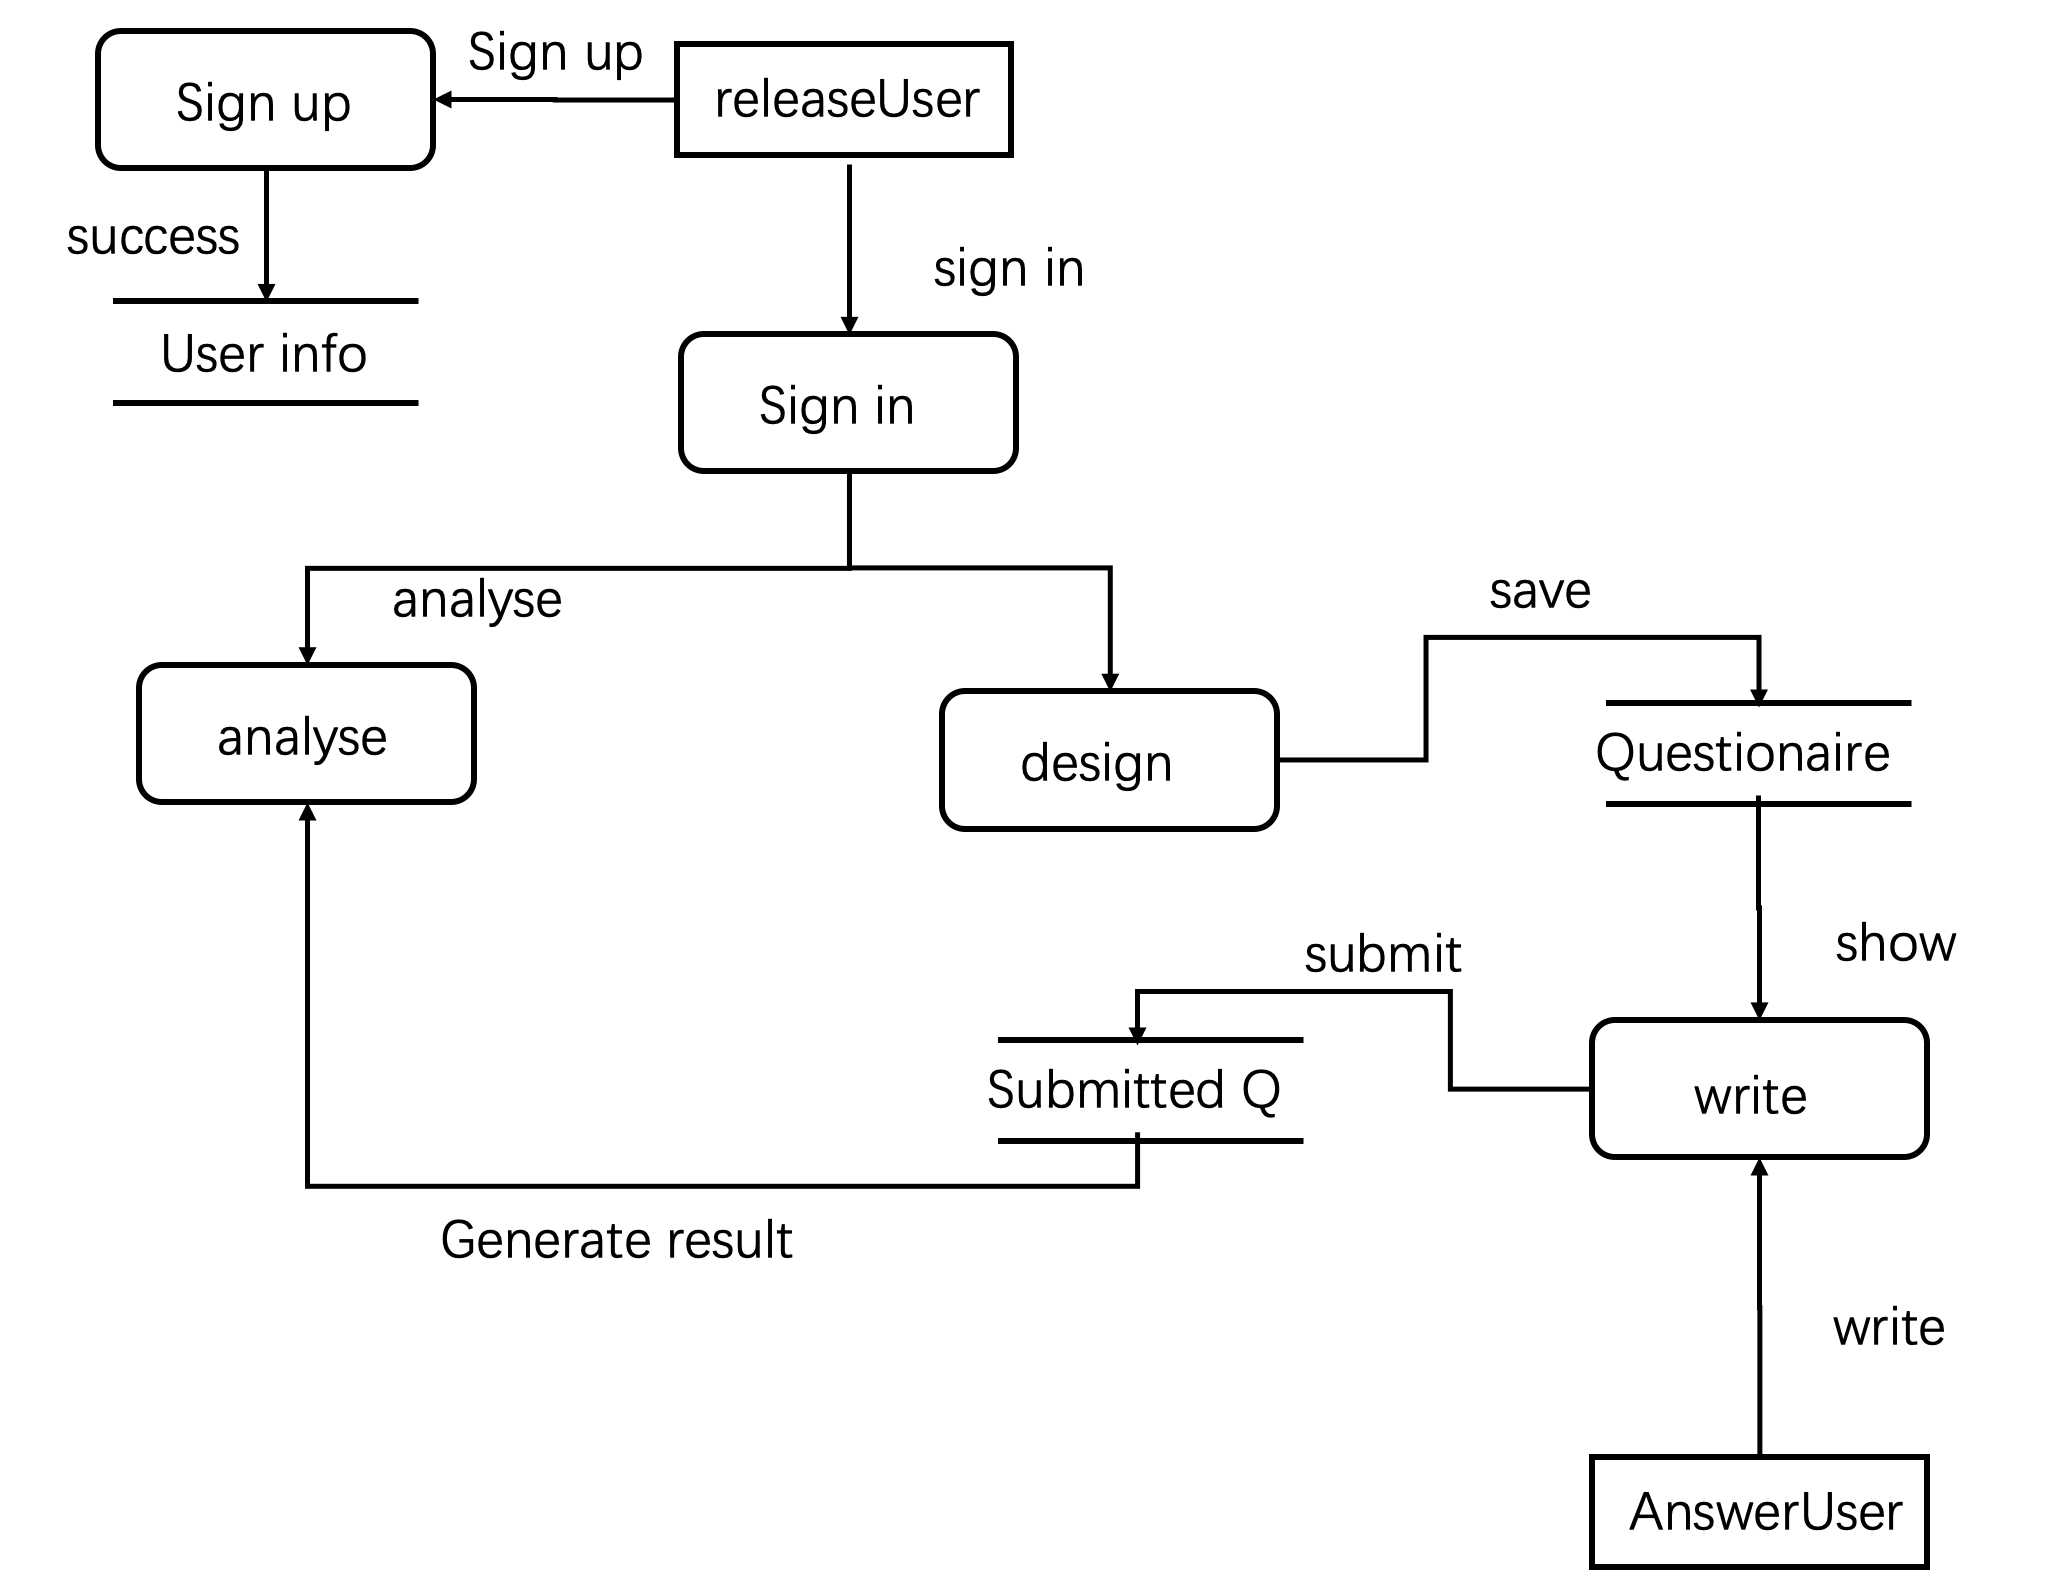 Sign up
Sign up
releaseUser
success
sign in
User info
Sign in
analyse
save
analyse
design
Questionaire
submit
show
Submitted Q
write
Generate result
write
AnswerUser